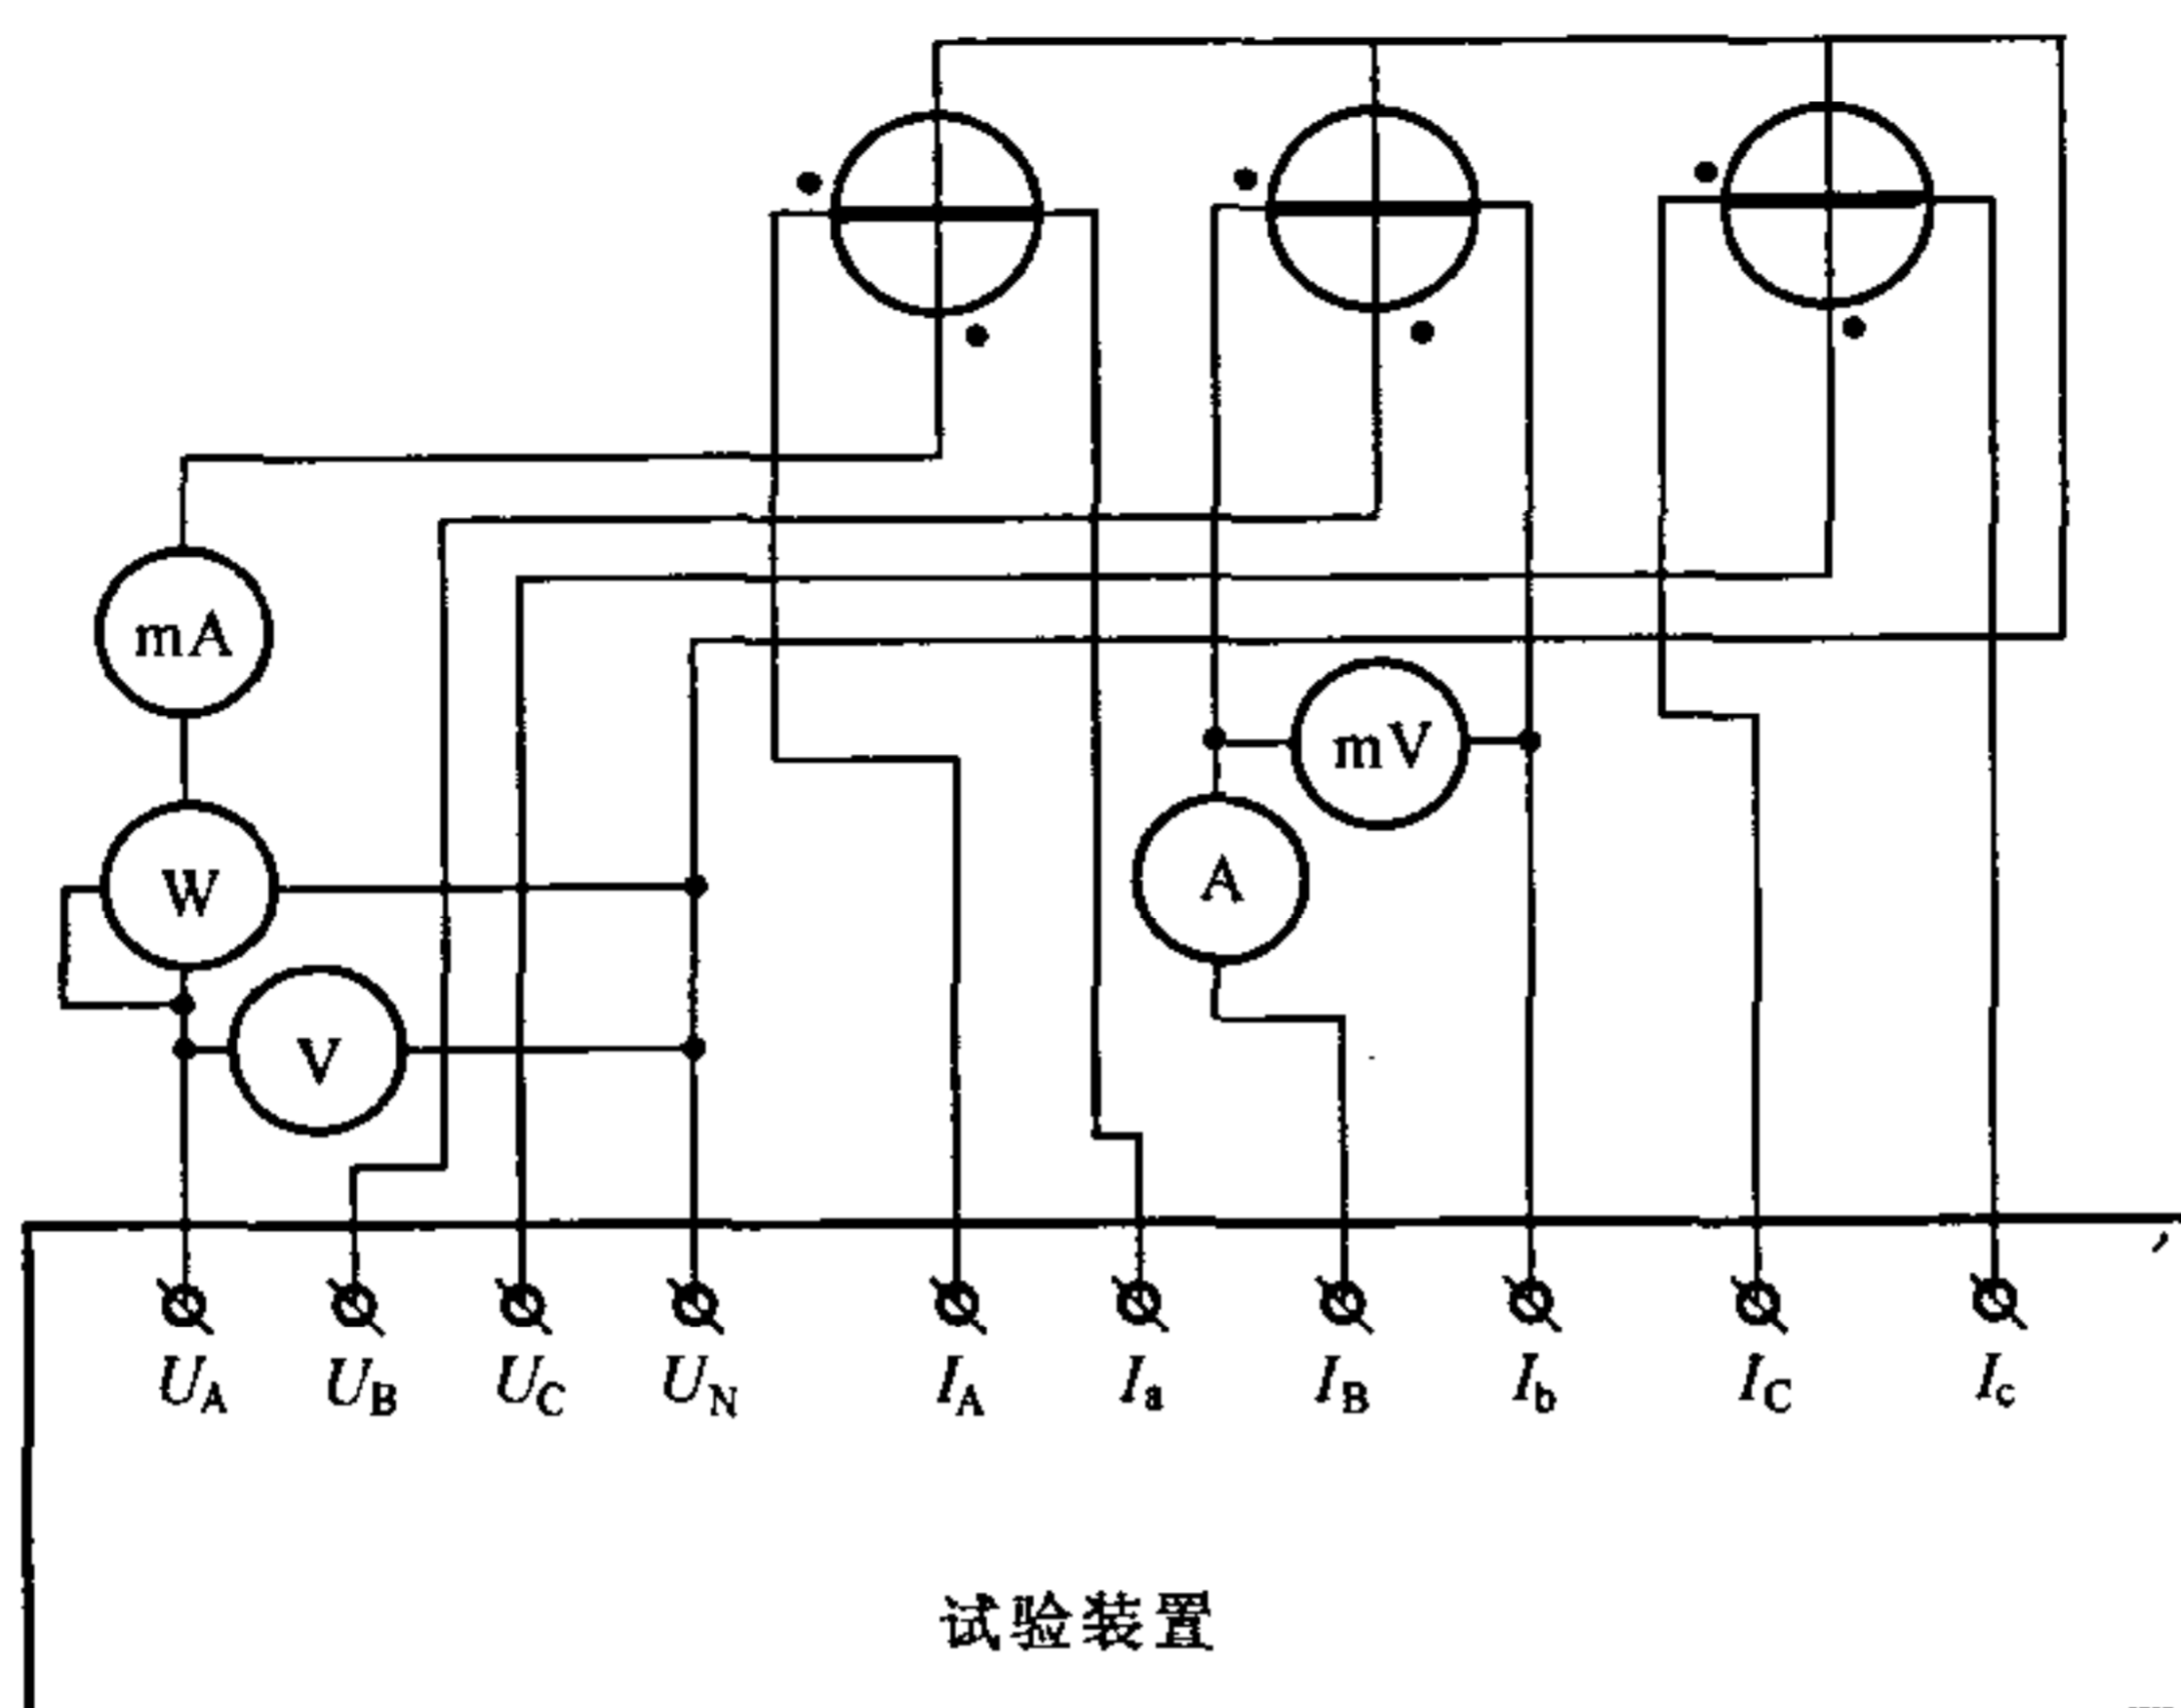 mA
mV
W
A
V
U_A U_B U_C U_N I_A I_a I_B I_b I_C I_c
试验装置